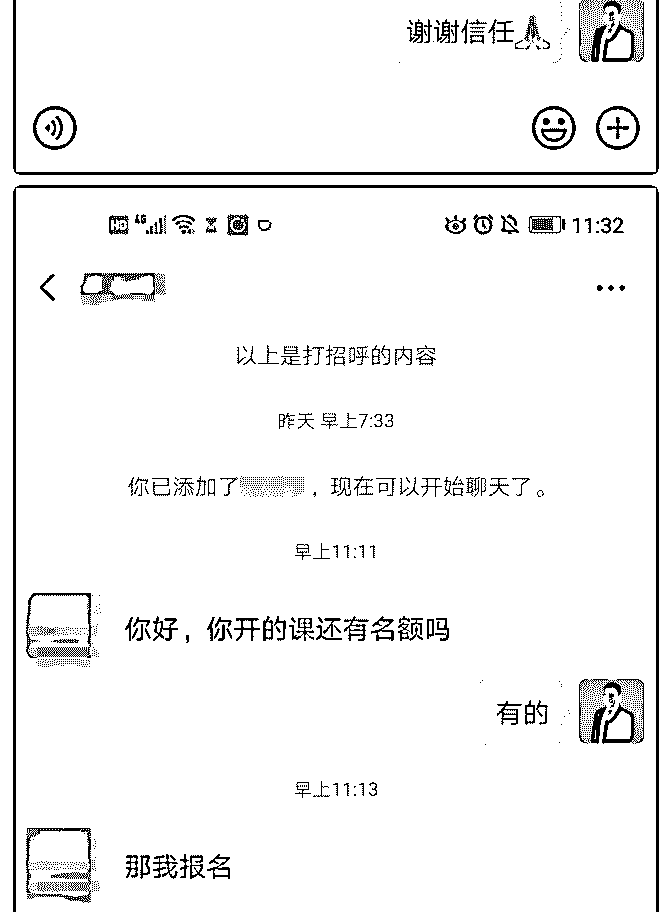 谢谢信任🙏
HD 4G 11:32
以上是打招呼的内容
昨天 早上7:33
你已添加了 ，现在可以开始聊天了。
早上11:11
你好，你开的课还有名额吗
有的
早上11:13
那我报名